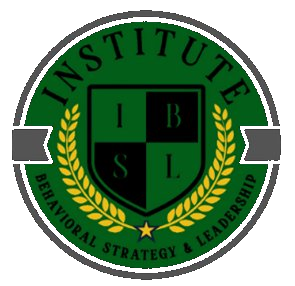 INSTITUTE
I B
S L
BEHAVIORAL STRATEGY & LEADERSHIP